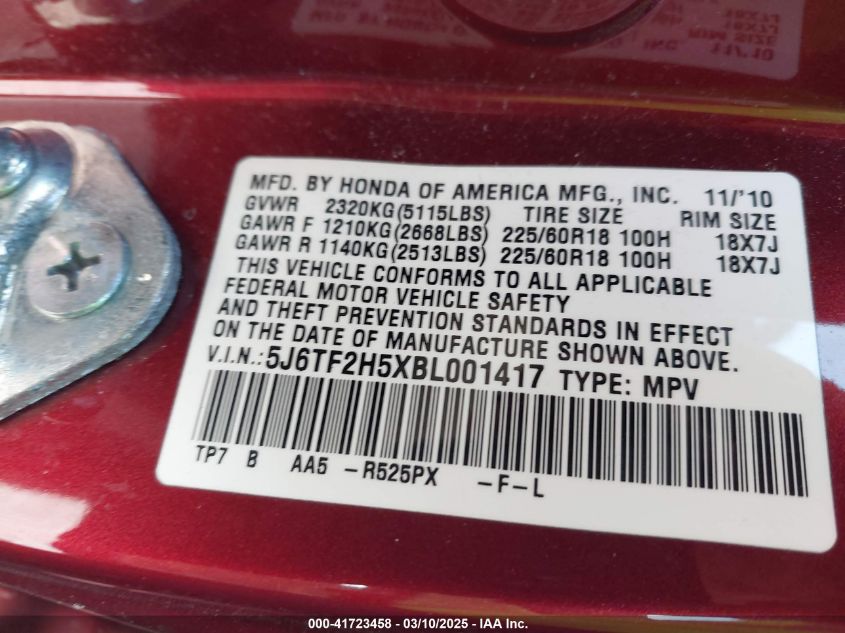 MFD. BY HONDA OF AMERICA MFG., INC. 11/'10
GVWR 2320KG(5115LBS) TIRE SIZE RIM SIZE
GAWR F 1210KG(2668LBS) 225/60R18 100H 18X7J
GAWR R 1140KG(2513LBS) 225/60R18 100H 18X7J
THIS VEHICLE CONFORMS TO ALL APPLICABLE
FEDERAL MOTOR VEHICLE SAFETY
AND THEFT PREVENTION STANDARDS IN EFFECT
ON THE DATE OF MANUFACTURE SHOWN ABOVE.
V.I.N.:5J6TF2H5XBL001417 TYPE: MPV
TP7 B AA5 -R525PX -F-L
000-41723458 - 03/10/2025 - IAA Inc.